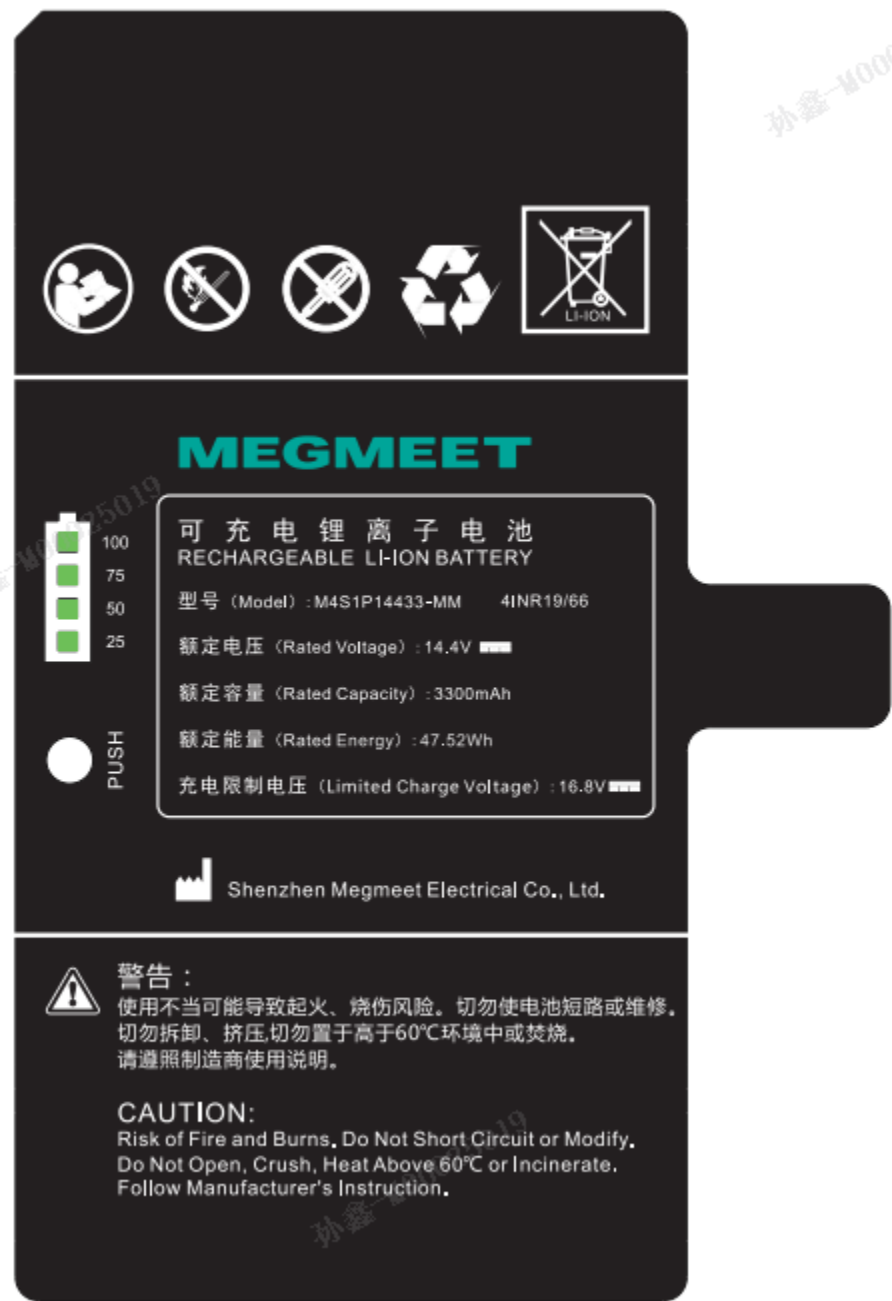 LI-ION
MEGMEET
可充电锂离子电池
RECHARGEABLE LI-ION BATTERY
100
75
50
25
PUSH
型号（Model）:M4S1P14433-MM 4INR19/66
额定电压（Rated Voltage）:14.4V
额定容量（Rated Capacity）:3300mAh
额定能量（Rated Energy）:47.52Wh
充电限制电压（Limited Charge Voltage）:16.8V
Shenzhen Megmeet Electrical Co., Ltd.
警告：
使用不当可能导致起火、烧伤风险。切勿使电池短路或维修。
切勿拆卸、挤压,切勿置于高于60℃环境中或焚烧。
请遵照制造商使用说明。
CAUTION:
Risk of Fire and Burns. Do Not Short Circuit or Modify.
Do Not Open, Crush, Heat Above 60℃ or Incinerate.
Follow Manufacturer's Instruction.